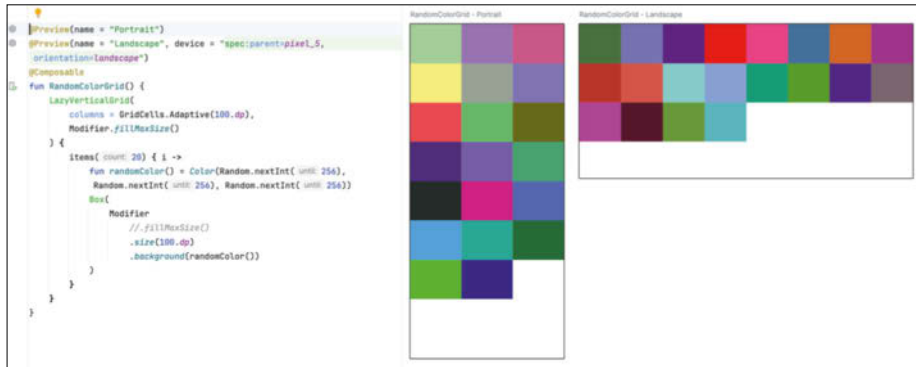 @Preview(name = "Portrait")
@Preview(name = "Landscape", device = "spec:parent=pixel_5,
orientation=landscape")
@Composable
fun RandomColorGrid() {
LazyVerticalGrid(
columns = GridCells.Adaptive(100.dp),
Modifier.fillMaxSize()
) {
items( count: 20) { i ->
fun randomColor() = Color(Random.nextInt( until: 256),
Random.nextInt( until: 256), Random.nextInt( until: 256))
Box(
Modifier
//.fillMaxSize()
.size(100.dp)
.background(randomColor())
)
}
}
}
RandomColorGrid - Portrait
RandomColorGrid - Landscape